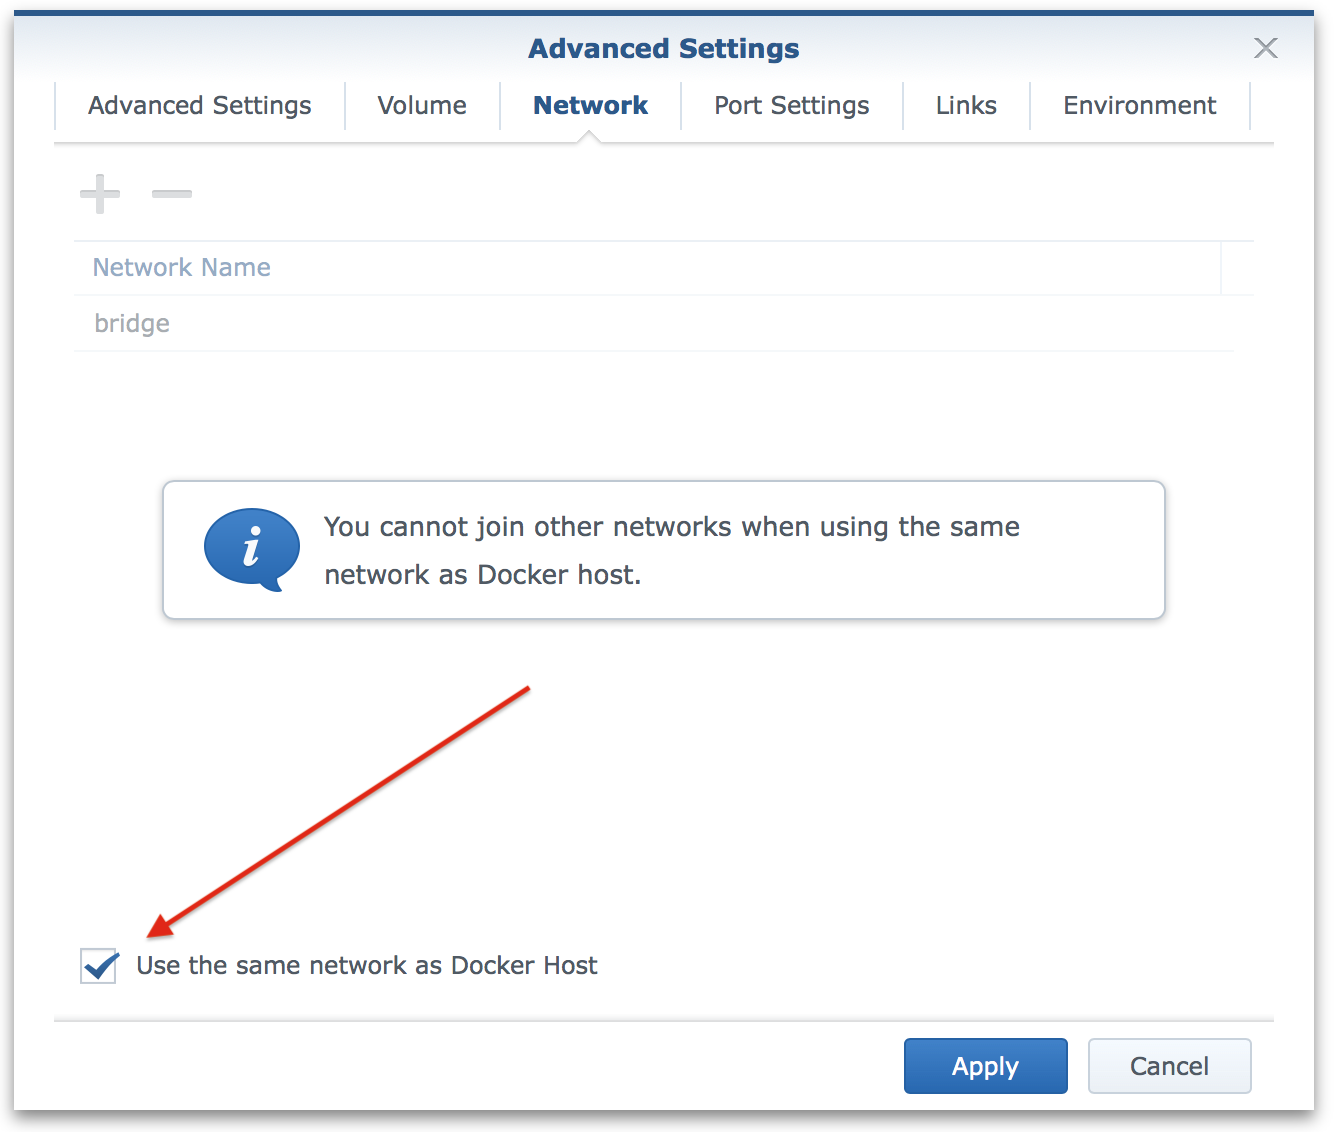 Advanced Settings
Advanced Settings Volume Network Port Settings Links Environment
Network Name
bridge
You cannot join other networks when using the same
network as Docker host.
Use the same network as Docker Host
Apply Cancel